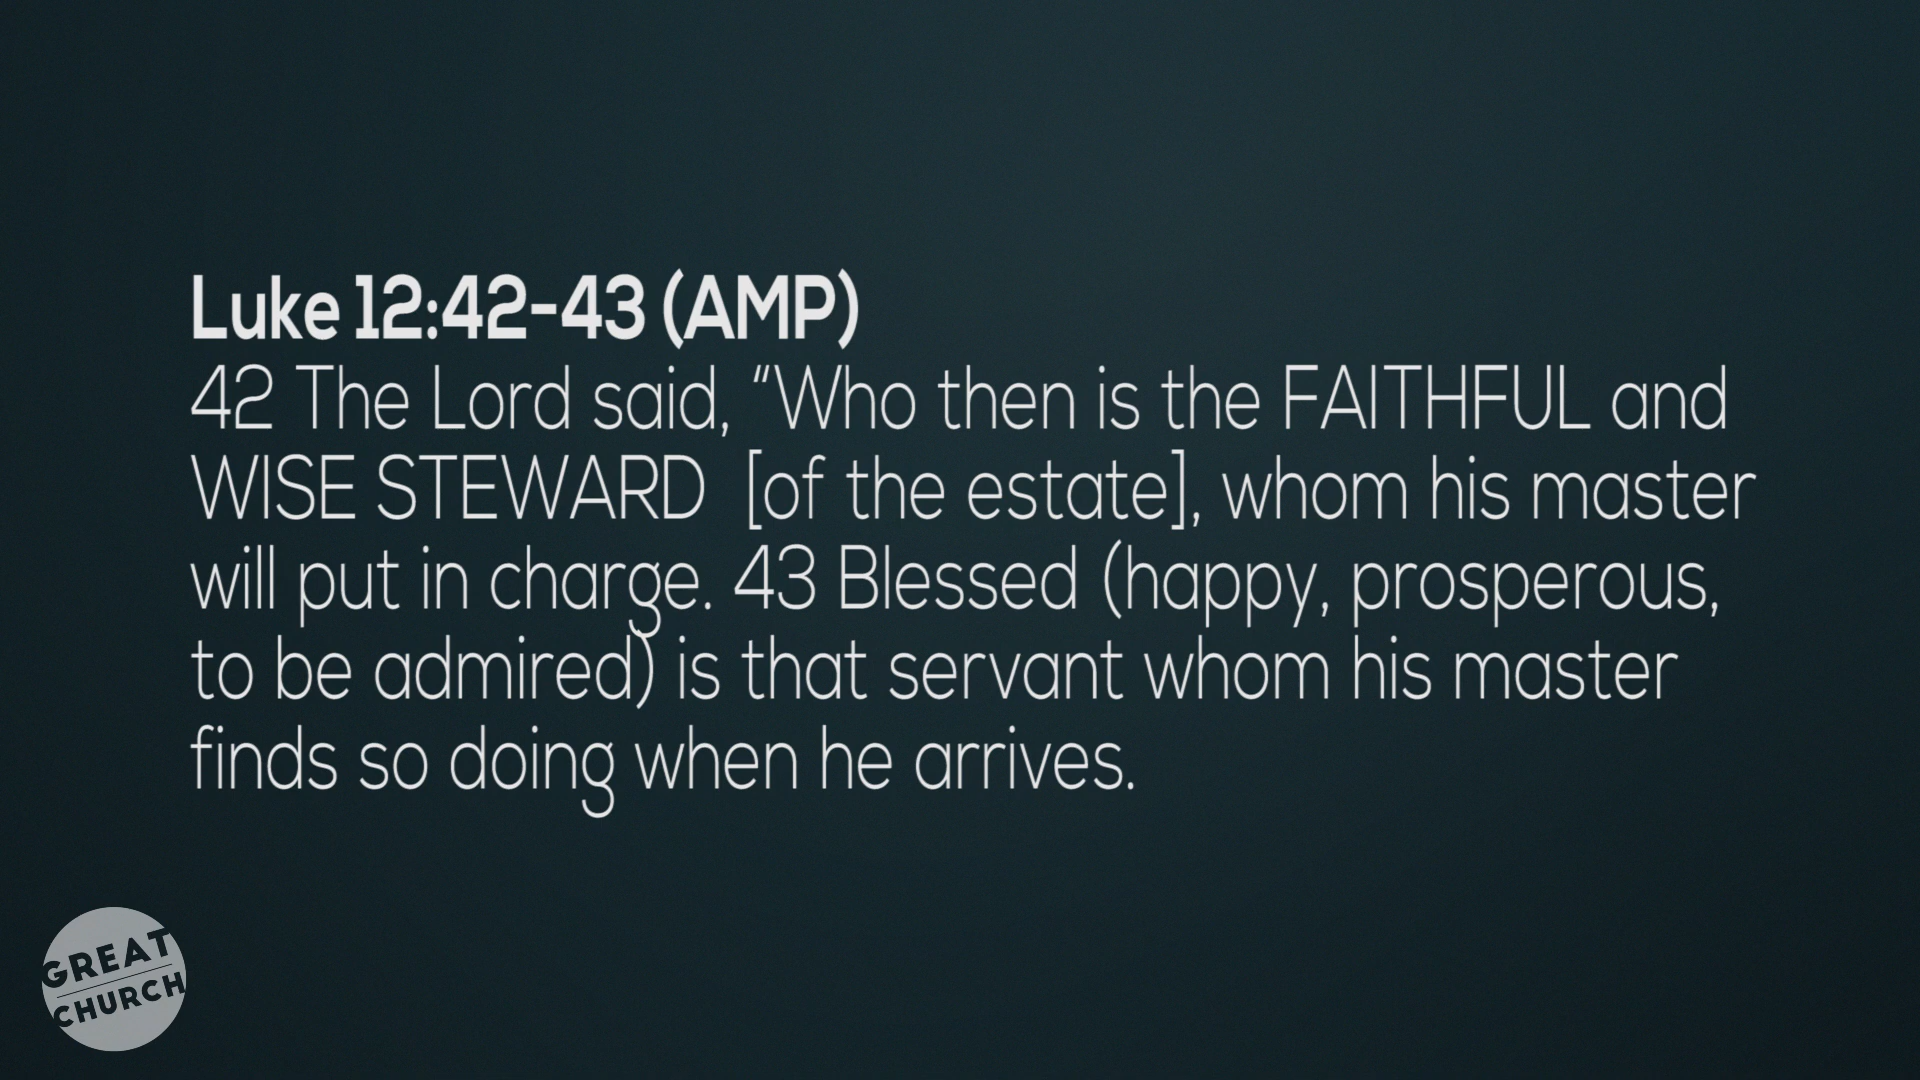 Luke 12:42-43 (AMP)
42 The Lord said, “Who then is the FAITHFUL and
WISE STEWARD  [of the estate], whom his master
will put in charge. 43 Blessed (happy, prosperous,
to be admired) is that servant whom his master
finds so doing when he arrives.
GREAT
CHURCH